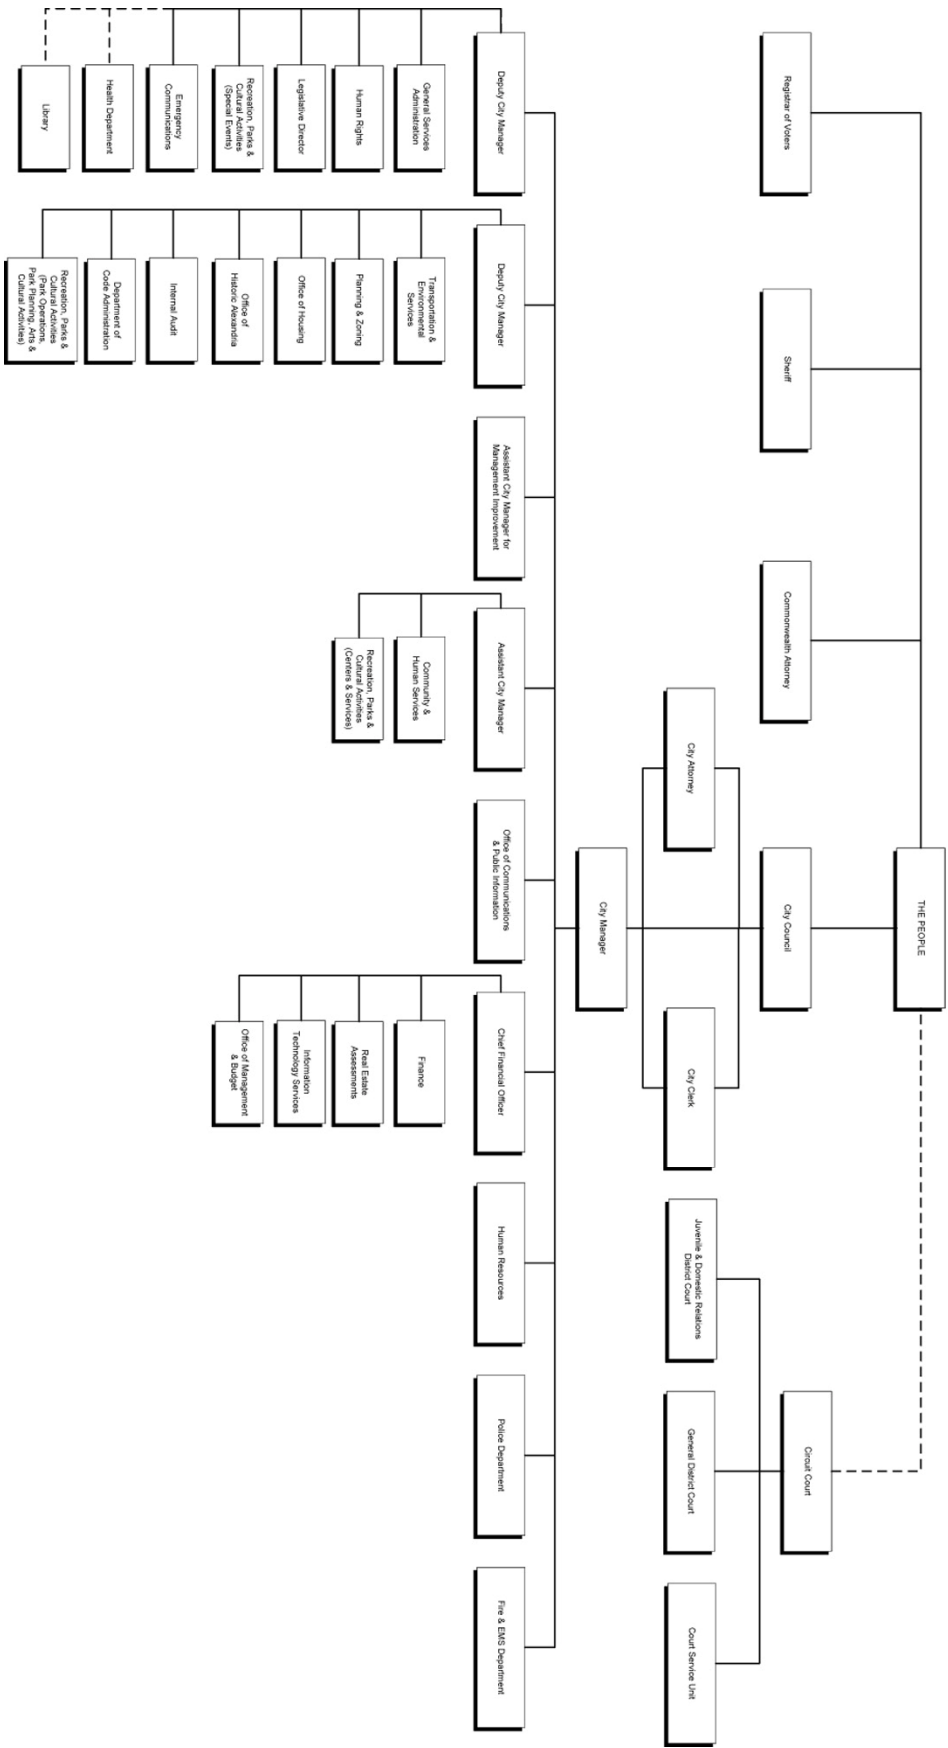 THE PEOPLE
Registrar of Voters
Sheriff
Commonwealth Attorney
City Council
Circuit Court
City Attorney
City Clerk
Juvenile & Domestic Relations
District Court
General District Court
Court Service Unit
City Manager
Deputy City Manager
Deputy City Manager
Assistant City Manager for
Management Improvement
Assistant City Manager
Office of Communications
& Public Information
Chief Financial Officer
Human Resources
Police Department
Fire & EMS Department
General Services
Administration
Human Rights
Legislative Director
Recreation, Parks &
Cultural Activities
(Special Events)
Emergency
Communications
Health Department
Library
Transportation &
Environmental
Services
Planning & Zoning
Office of Housing
Office of
Historic Alexandria
Internal Audit
Department of
Code Administration
Recreation, Parks &
Cultural Activities
(Park Operations,
Park Planning, Arts &
Cultural Activities)
Community &
Human Services
Recreation, Parks &
Cultural Activities
(Centers & Services)
Finance
Real Estate
Assessments
Information
Technology Services
Office of Management
& Budget